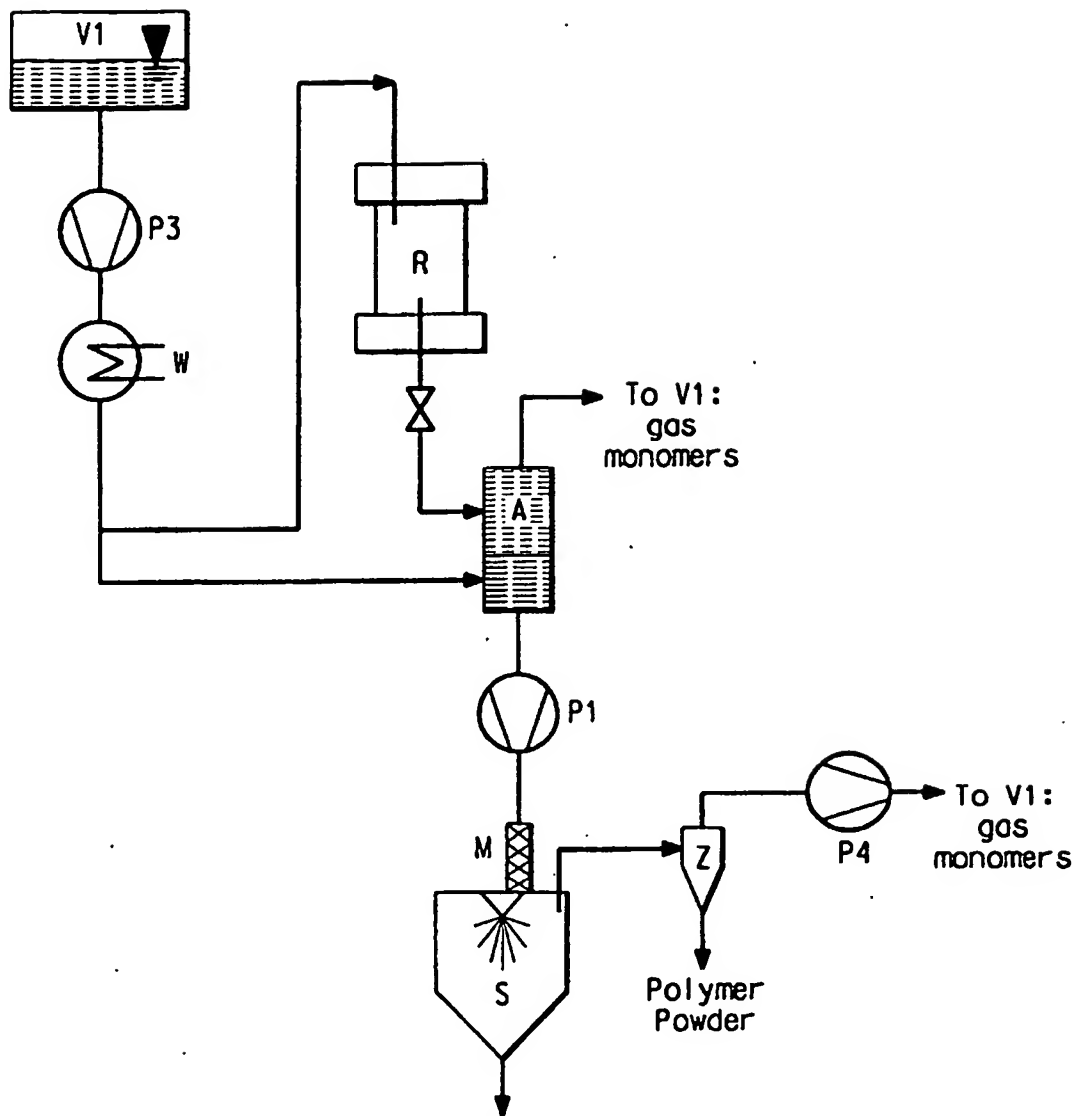 V1
P3
R
W
To V1:
gas
monomers
A
P1
To V1:
gas
monomers
P4
M
Z
S
Polymer
Powder